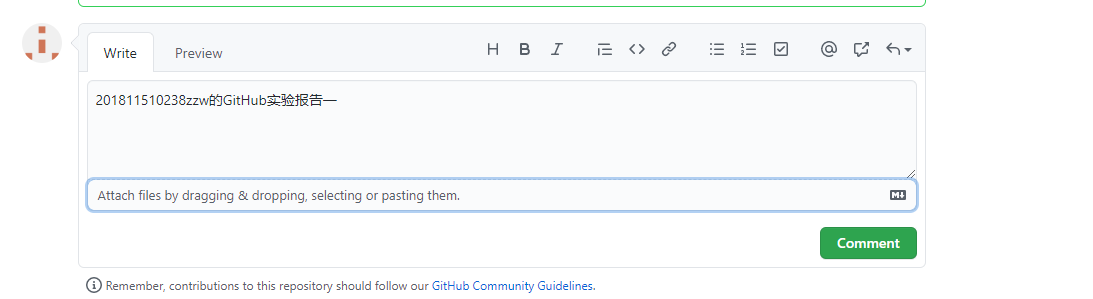 Write Preview H B I
201811510238zzw的GitHub实验报告一
Attach files by dragging & dropping, selecting or pasting them.
Comment
Remember, contributions to this repository should follow our GitHub Community Guidelines.